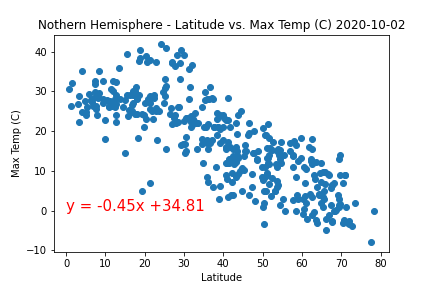 Nothern Hemisphere - Latitude vs. Max Temp (C) 2020-10-02
Max Temp (C)
40
30
20
10
0
−10
y = -0.45x +34.81
0 10 20 30 40 50 60 70 80
Latitude